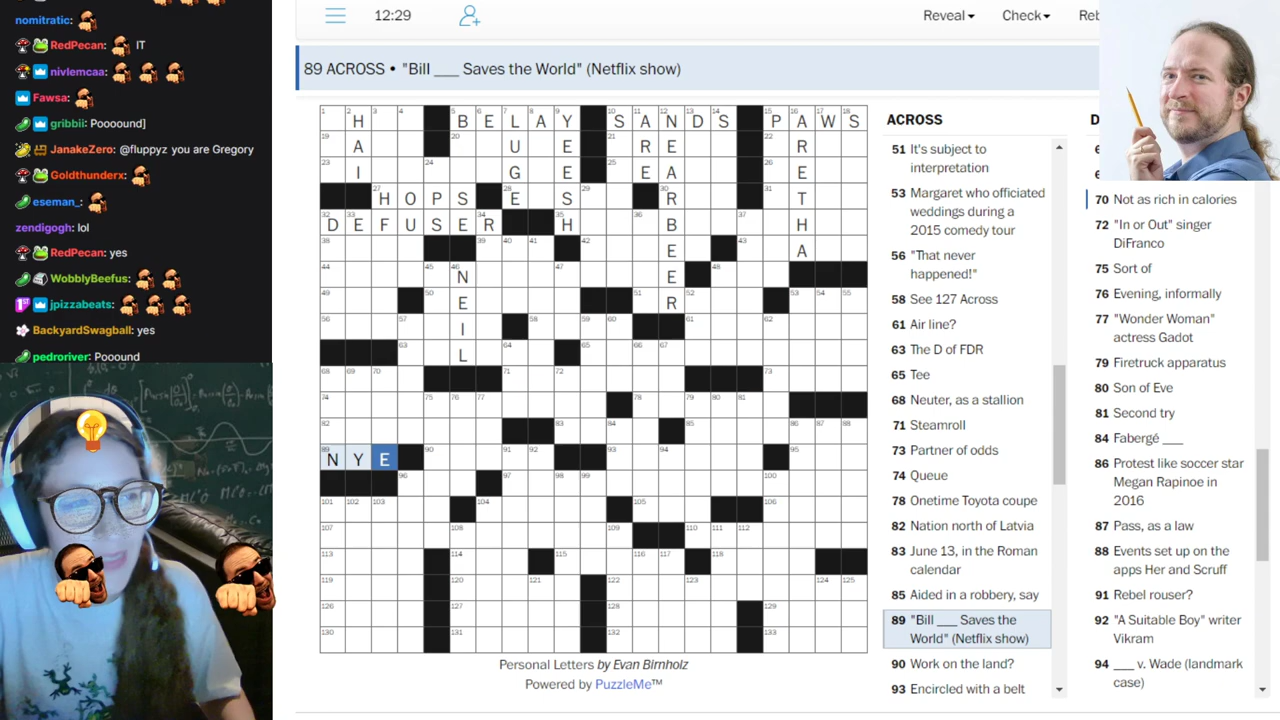 nomitratic:
RedPecan: IT
nivlemcaa:
Fawsa:
gribbii: Poooound]
JanakeZero: @fluppyz you are Gregory
Goldthunderx:
eseman_:
zendigogh: lol
RedPecan: yes
WobblyBeefus:
jpizzabeats:
BackyardSwagball: yes
pedroriver: Pooound
12:29
Reveal
Check
Reb
89 ACROSS • "Bill ___ Saves the World" (Netflix show)
H BELAY SANDS PAWS
A U E R E R
I G E E A E
HOPS E S R T
DEFUSER H B H
E A
N E
E R
I
L
NYE
Personal Letters by Evan Birnholz
Powered by PuzzleMe™
ACROSS
51 It's subject to
interpretation
53 Margaret who officiated
weddings during a
2015 comedy tour
56 "That never
happened!"
58 See 127 Across
61 Air line?
63 The D of FDR
65 Tee
68 Neuter, as a stallion
71 Steamroll
73 Partner of odds
74 Queue
78 Onetime Toyota coupe
82 Nation north of Latvia
83 June 13, in the Roman
calendar
85 Aided in a robbery, say
89 "Bill ___ Saves the
World" (Netflix show)
90 Work on the land?
93 Encircled with a belt
D
70 Not as rich in calories
72 "In or Out" singer
DiFranco
75 Sort of
76 Evening, informally
77 "Wonder Woman"
actress Gadot
79 Firetruck apparatus
80 Son of Eve
81 Second try
84 Fabergé ___
86 Protest like soccer star
Megan Rapinoe in
2016
87 Pass, as a law
88 Events set up on the
apps Her and Scruff
91 Rebel rouser?
92 "A Suitable Boy" writer
Vikram
94 ___ v. Wade (landmark
case)